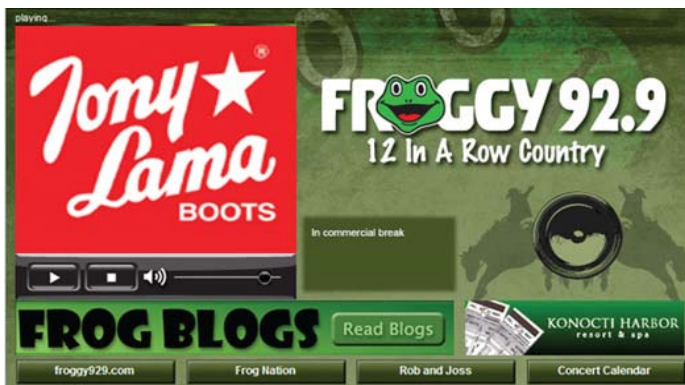 playing...
Tony Lama®
BOOTS
FROGGY 92.9
12 In A Row Country
In commercial break
FROG BLOGS
Read Blogs
KONOCTI HARBOR
resort & spa
froggy929.com
Frog Nation
Rob and Joss
Concert Calendar